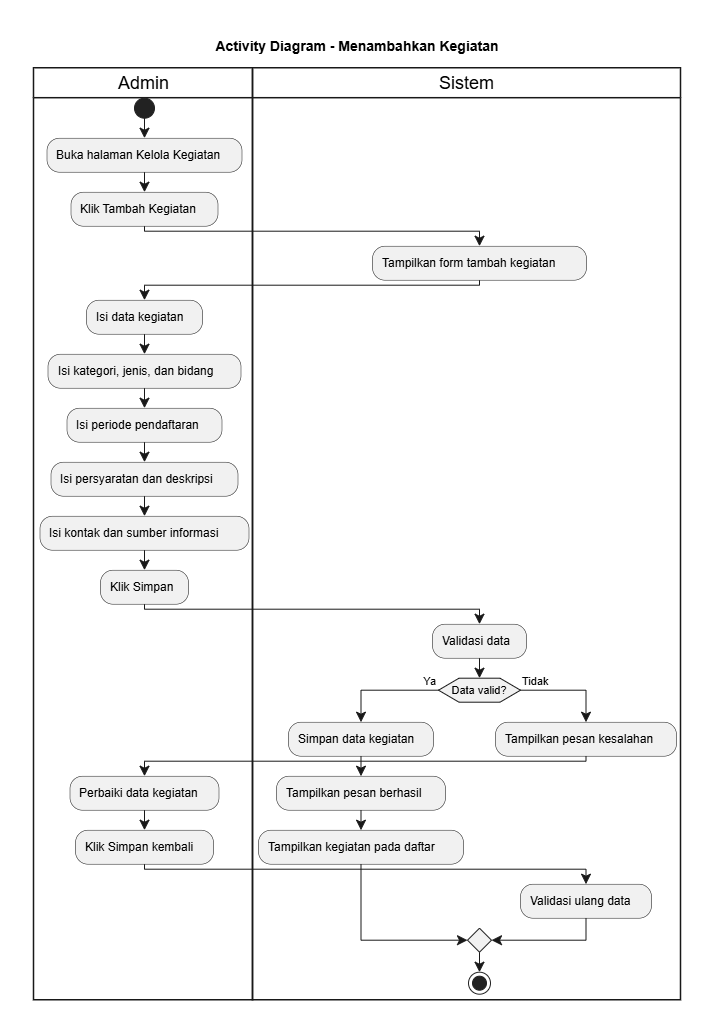 Activity Diagram - Menambahkan Kegiatan
Admin
Sistem
Buka halaman Kelola Kegiatan
Klik Tambah Kegiatan
Tampilkan form tambah kegiatan
Isi data kegiatan
Isi kategori, jenis, dan bidang
Isi periode pendaftaran
Isi persyaratan dan deskripsi
Isi kontak dan sumber informasi
Klik Simpan
Validasi data
Ya
Data valid?
Tidak
Simpan data kegiatan
Tampilkan pesan kesalahan
Perbaiki data kegiatan
Tampilkan pesan berhasil
Klik Simpan kembali
Tampilkan kegiatan pada daftar
Validasi ulang data